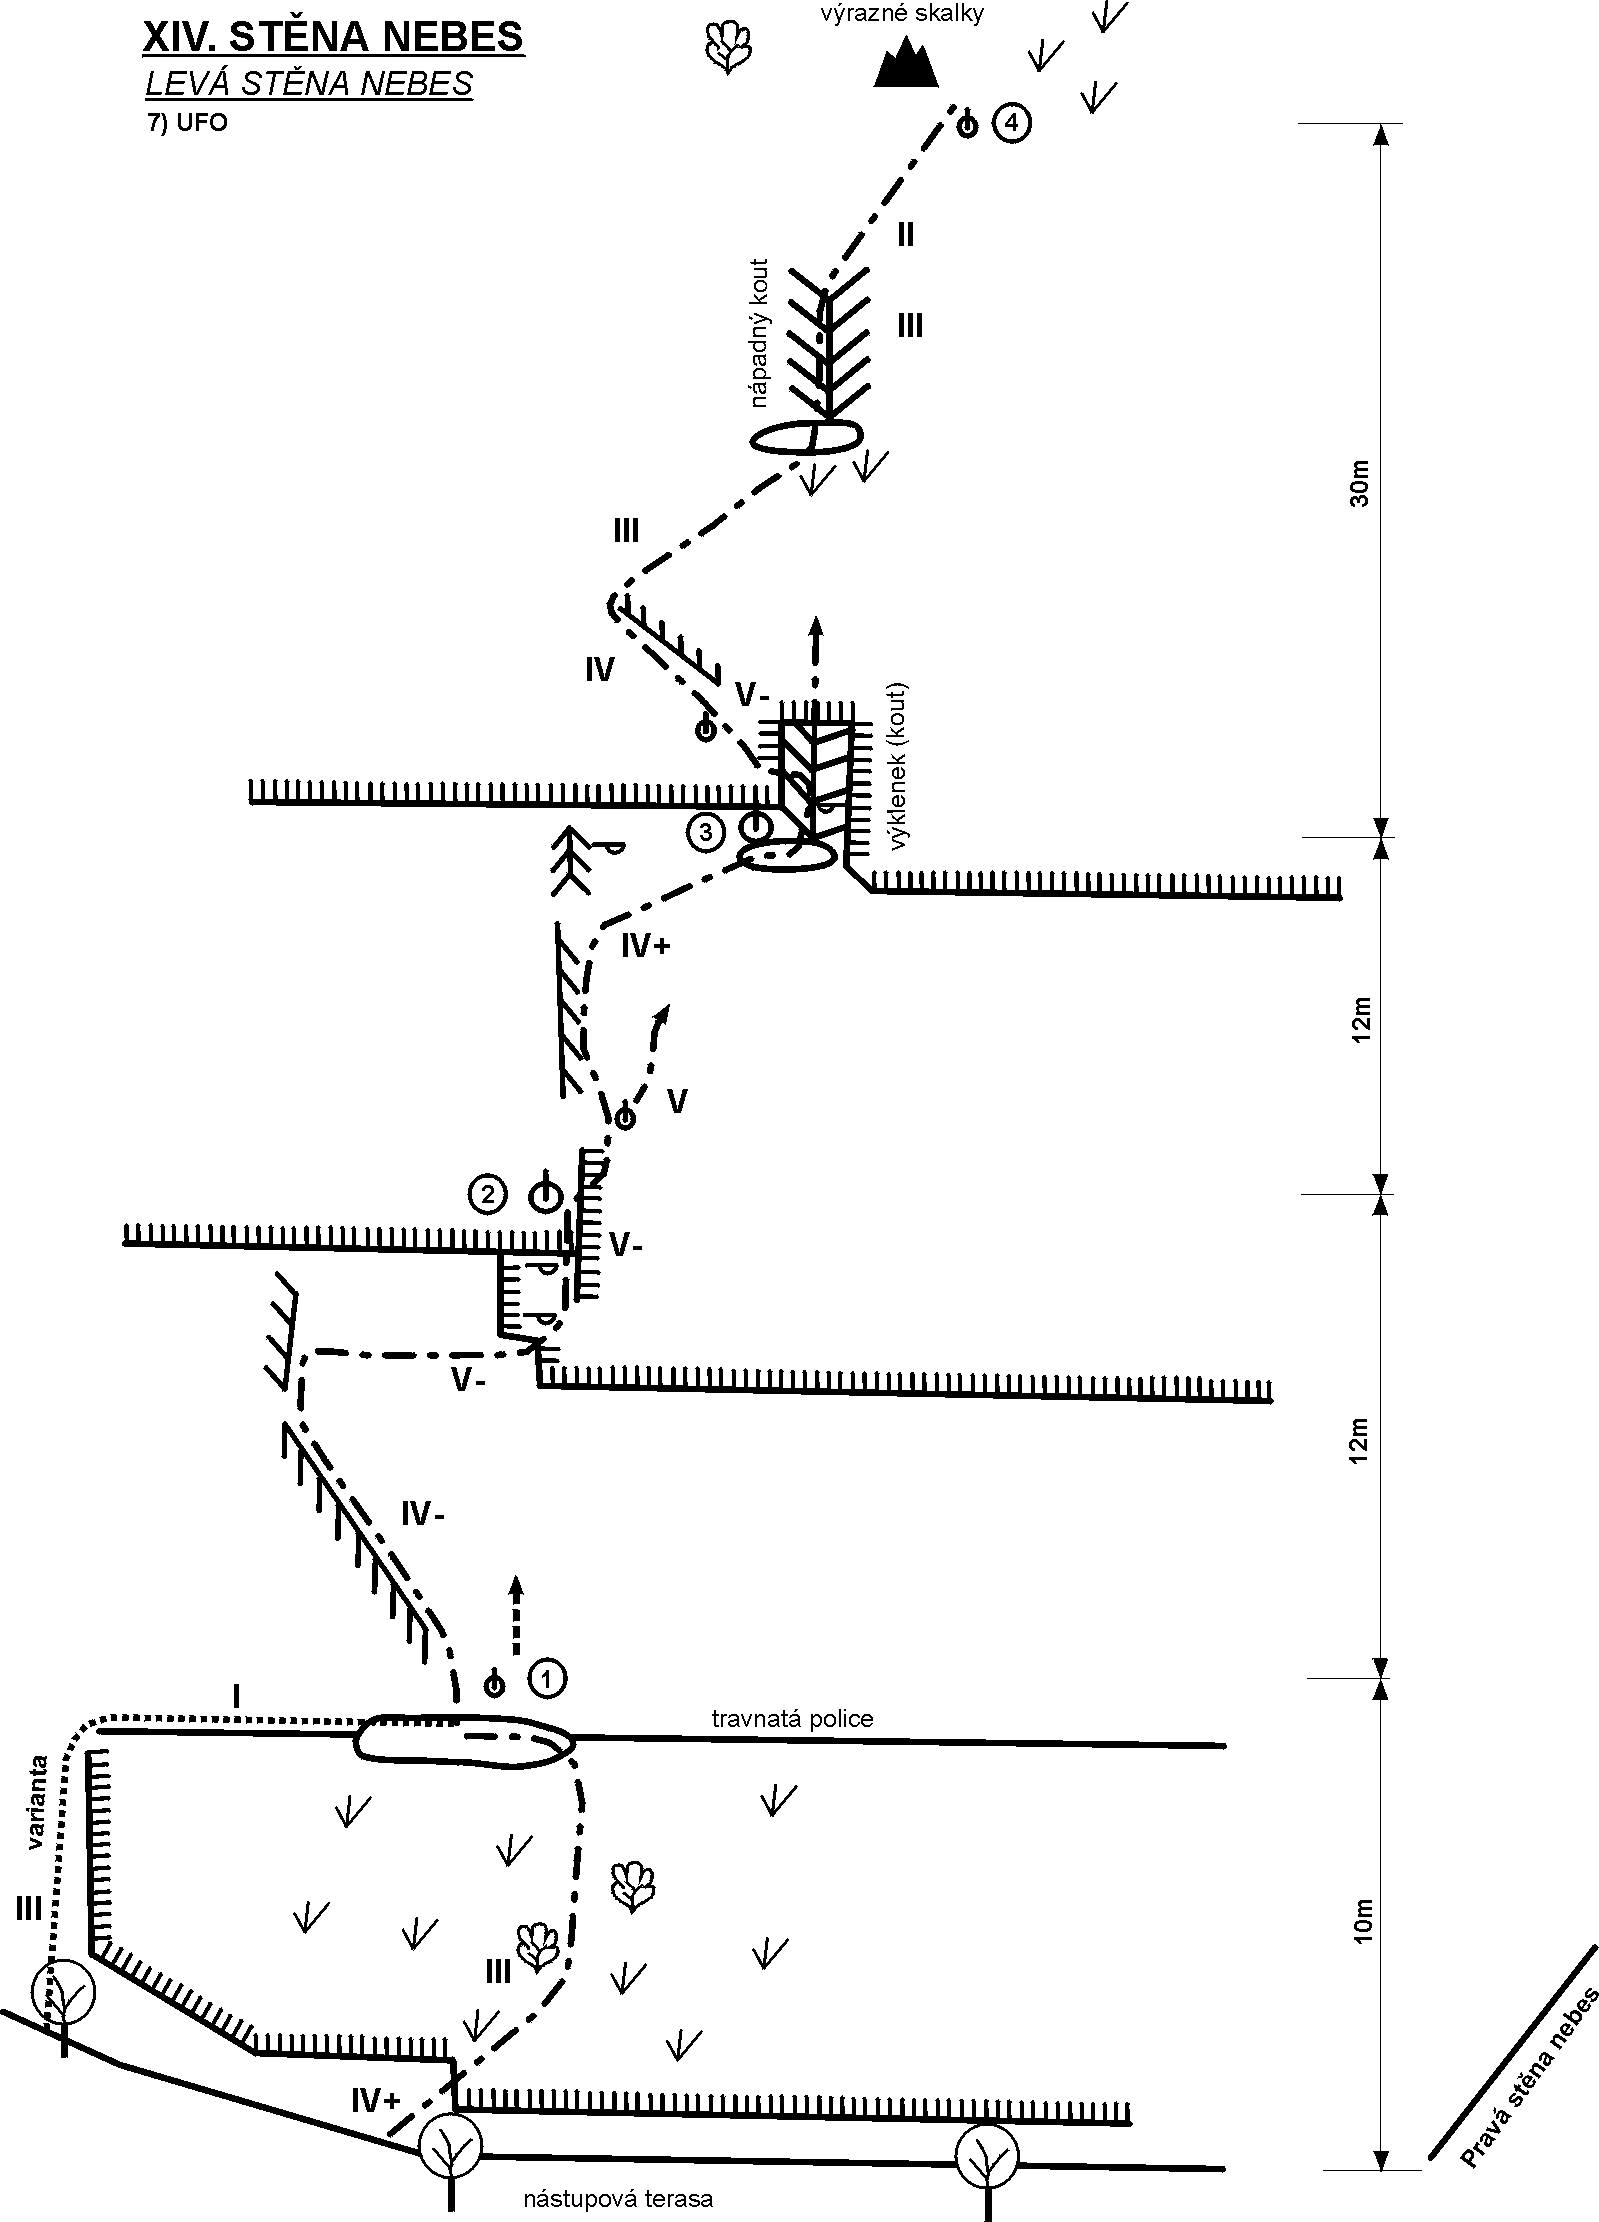 XIV. STĚNA NEBES
LEVÁ STĚNA NEBES
7) UFO
výrazné skalky
4
II
nápadný kout
III
30m
III
IV
V-
výklenek (kout)
3
IV+
12m
V
2
V-
V-
12m
IV-
1
I
travnatá police
varianta
III
10m
III
IV+
Pravá stěna nebes
nástupová terasa